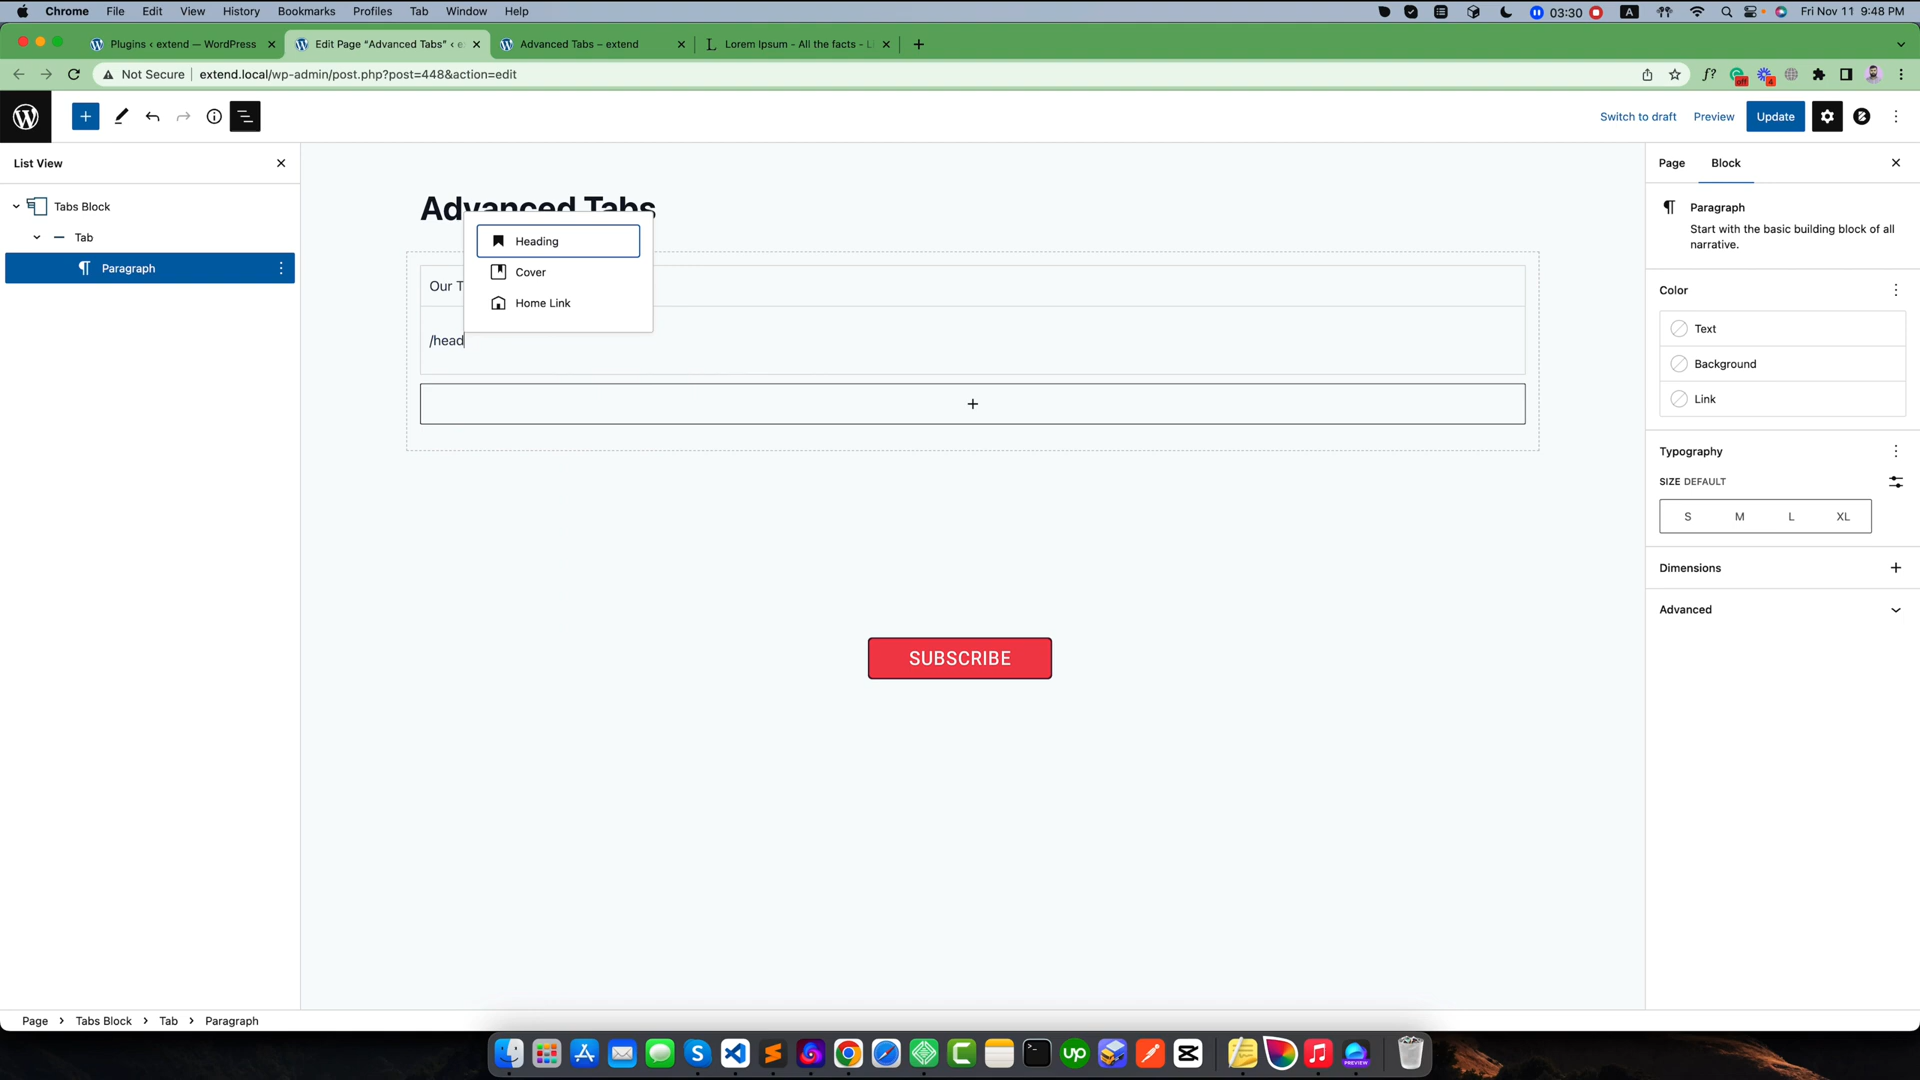 Chrome File Edit View History Bookmarks Profiles Tab Window Help 03:30 A Fri Nov 11 9:48 PM
Plugins ‹ extend — WordPress
Edit Page “Advanced Tabs” ‹ e
Advanced Tabs – extend
Lorem Ipsum - All the facts - L
Not Secure extend.local/wp-admin/post.php?post=448&action=edit
Switch to draft Preview Update
List View
Tabs Block
Tab
Paragraph
Advanced Tabs
Heading
Cover
Home Link
Our T
/head
SUBSCRIBE
Page Block
Paragraph
Start with the basic building block of all
narrative.
Color
Text
Background
Link
Typography
SIZE DEFAULT
S M L XL
Dimensions
Advanced
Page Tabs Block Tab Paragraph